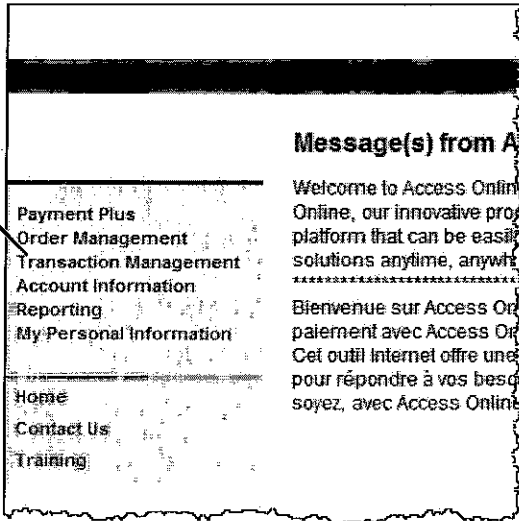 Message(s) from A
Welcome to Access Onlin
Online, our innovative pro
platform that can be easil
solutions anytime, anywh
******************************
Bienvenue sur Access On
paiement avec Access On
Cet outil Internet offre une
pour répondre à vos beso
soyez, avec Access Online
Payment Plus
Order Management
Transaction Management
Account Information
Reporting
My Personal Information
Home
Contact Us
Training